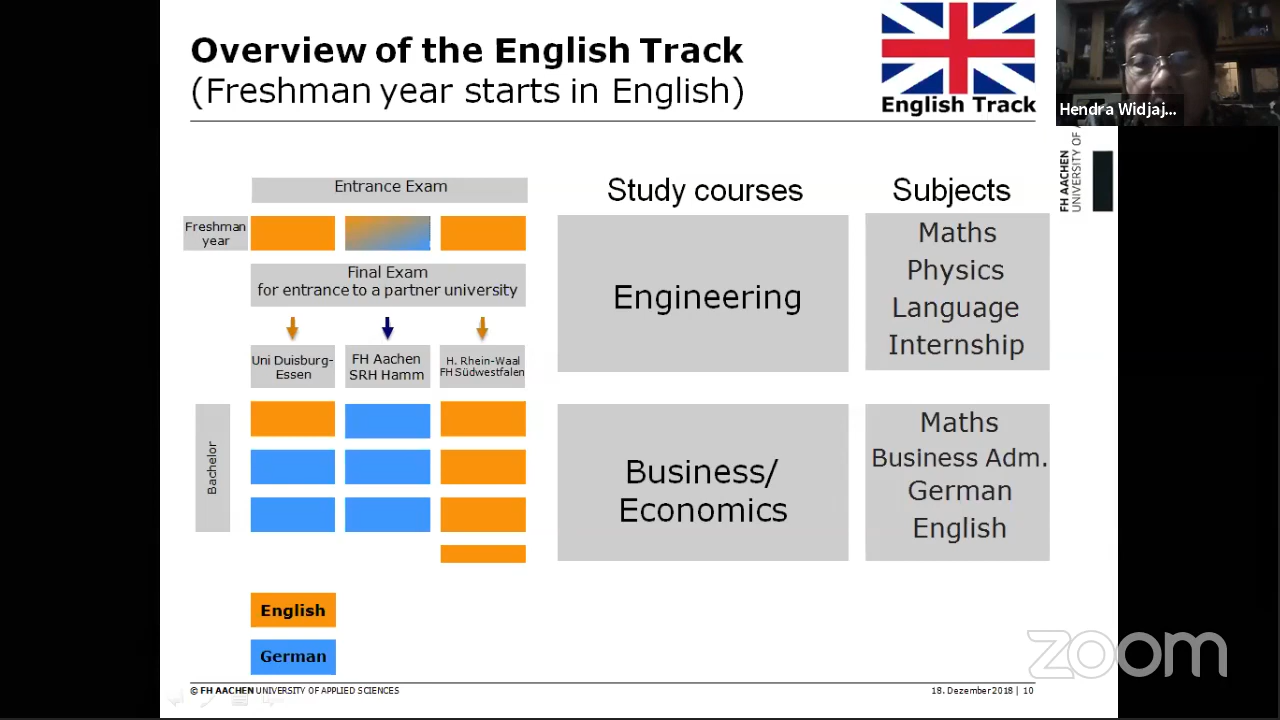 Overview of the English Track
(Freshman year starts in English)
English Track
Hendra Widjaj...
FH AACHEN
UNIVERSITY OF
Entrance Exam
Freshman
year
Final Exam
for entrance to a partner university
Uni Duisburg-
Essen
FH Aachen
SRH Hamm
H. Rhein-Waal
FH Südwestfalen
Bachelor
English
German
Study courses
Engineering
Business/
Economics
Subjects
Maths
Physics
Language
Internship
Maths
Business Adm.
German
English
zoom
© FH AACHEN UNIVERSITY OF APPLIED SCIENCES
18. Dezember 2018 | 10